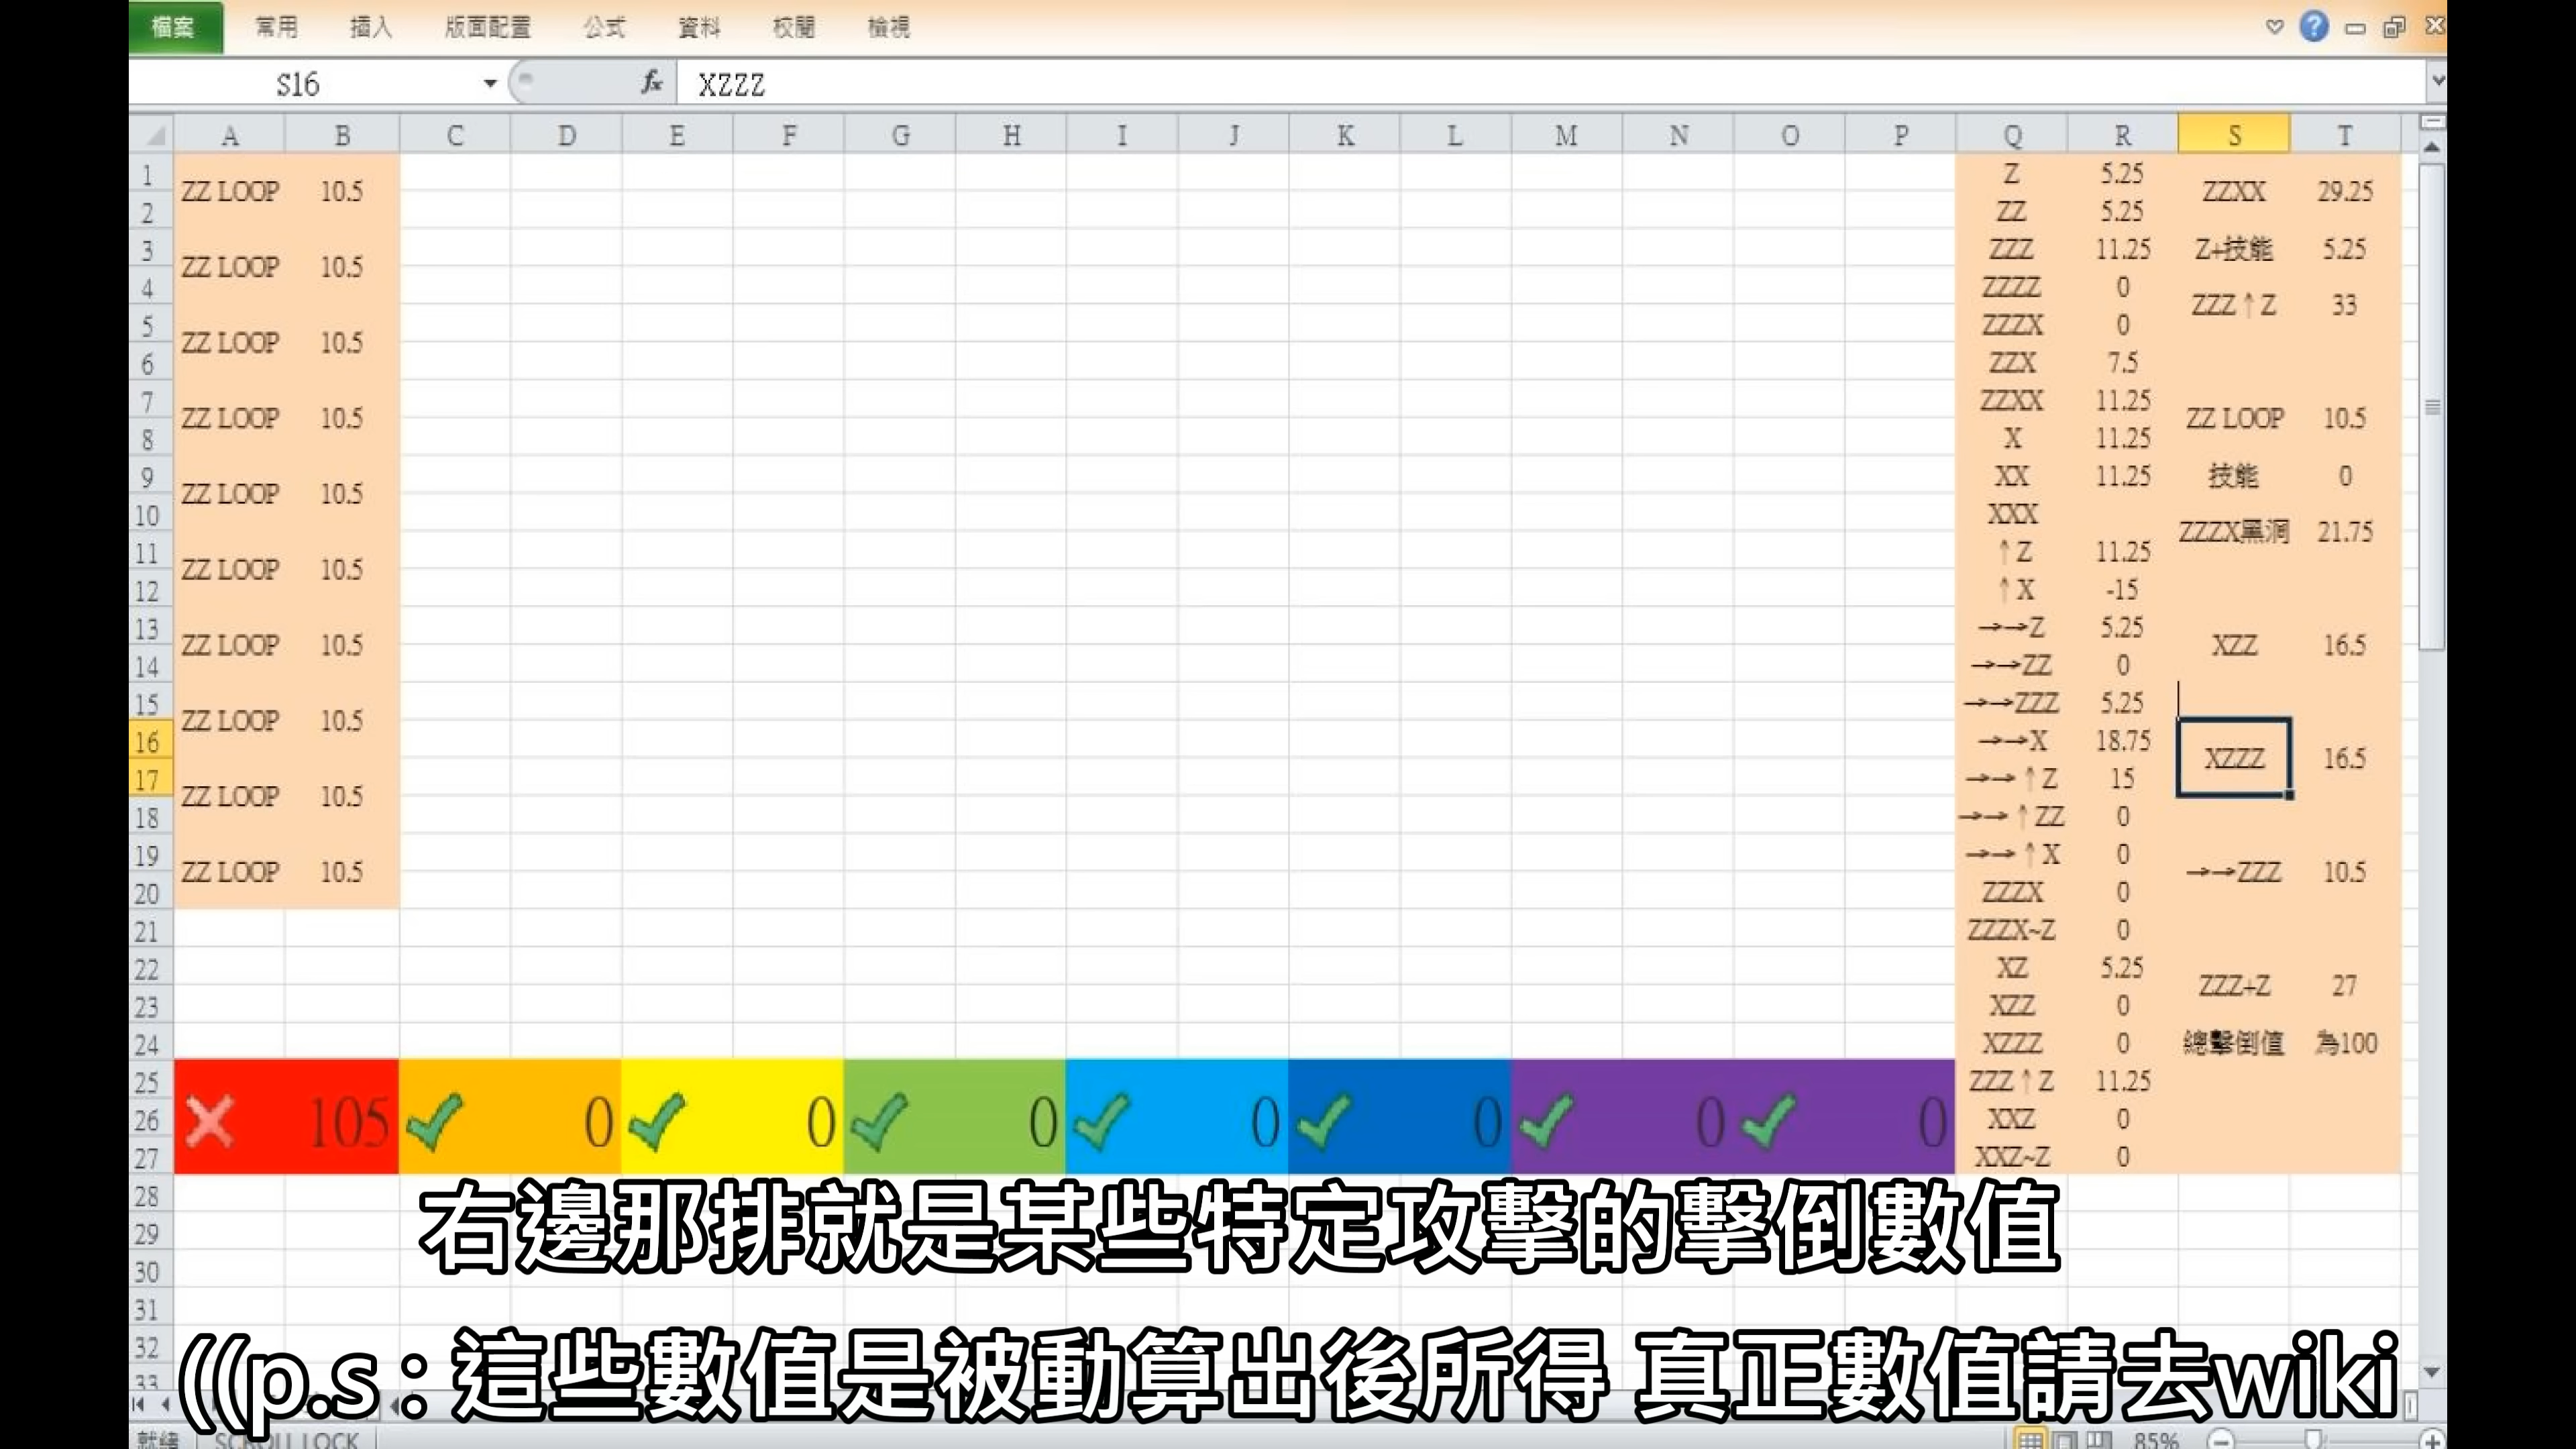 檔案 常用 插入 版面配置 公式 資料 校閱 檢視
S16 fx XZZZ
A B C D E F G H I J K L M N O P Q R S T
1 Z 5.25
ZZ LOOP 10.5 ZZXX 29.25
2 ZZ 5.25
3 ZZZ 11.25 Z+技能 5.25
ZZ LOOP 10.5
4 ZZZZ 0
ZZZ↑Z 33
5 ZZZX 0
ZZ LOOP 10.5
6 ZZX 7.5
7 ZZXX 11.25
ZZ LOOP 10.5 ZZ LOOP 10.5
8 X 11.25
9 XX 11.25 技能 0
ZZ LOOP 10.5
10 XXX
ZZZX黑洞 21.75
11 ↑Z 11.25
ZZ LOOP 10.5
12 ↑X -15
13 →→Z 5.25
ZZ LOOP 10.5 XZZ 16.5
14 →→ZZ 0
15 →→ZZZ 5.25
ZZ LOOP 10.5
16 →→X 18.75
XZZZ 16.5
17 →→↑Z 15
ZZ LOOP 10.5
18 →→↑ZZ 0
19 →→↑X 0
ZZ LOOP 10.5 →→ZZZ 10.5
20 ZZZX 0
21 ZZZX~Z 0
22 XZ 5.25
ZZZ+Z 27
23 XZZ 0
24 XZZZ 0 總擊倒值 為100
25 ZZZ↑Z 11.25
26 105 0 0 0 0 0 0 0 XXZ 0
27 XXZ~Z 0
28
29
30
31
32
33
右邊那排就是某些特定攻擊的擊倒數值
((p.s : 這些數值是被動算出後所得 真正數值請去wiki
就緒 SCROLL LOCK 85%